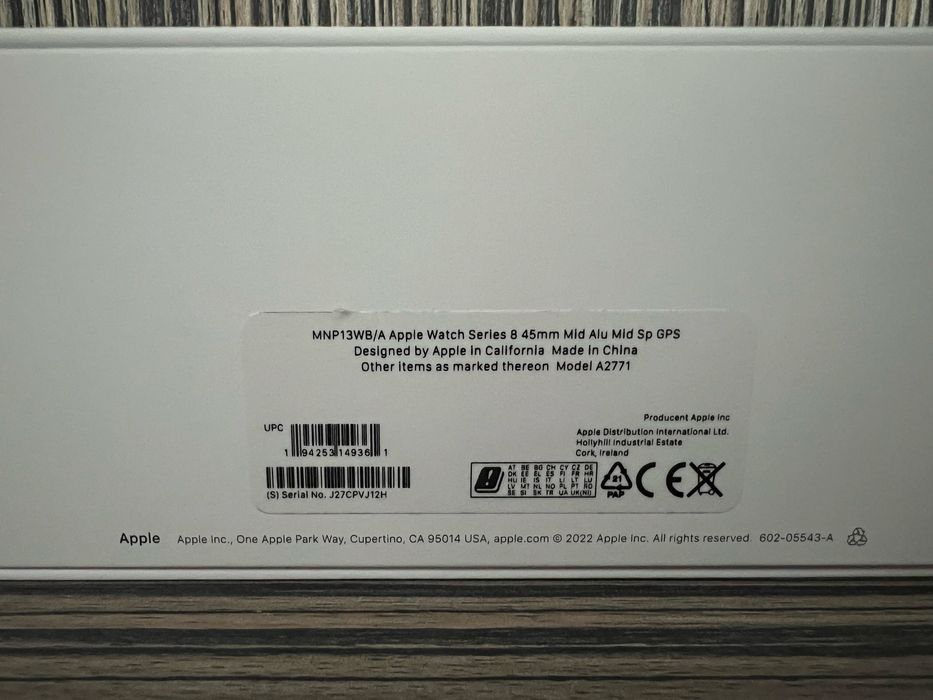 MNP13WB/A Apple Watch Series 8 45mm Mid Alu Mid Sp GPS
Designed by Apple in California Made in China
Other items as marked thereon Model A2771
Producent Apple Inc
Apple Distribution International Ltd.
Hollyhill Industrial Estate
Cork, Ireland
UPC
1 94253 14936 1
(S) Serial No. J27CPVJ12H
AT BE BG CH CY CZ DE
DK EE EL ES FI FR HR
HU IE IS IT LI LT LU
LV MT NL NO PL PT RO
SE SI SK TR UA UK(NI)
21
PAP
CE
Apple Apple Inc., One Apple Park Way, Cupertino, CA 95014 USA, apple.com © 2022 Apple Inc. All rights reserved. 602-05543-A